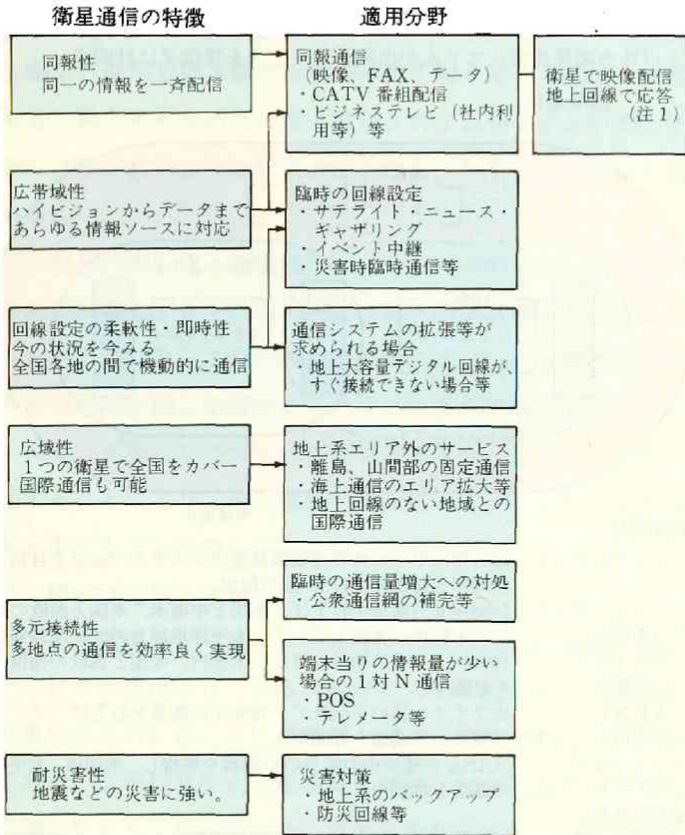 衛星通信の特徴
適用分野
同報性
同一の情報を一斉配信
同報通信
(映像、FAX、データ)
・CATV 番組配信
・ビジネステレビ(社内利
用等)等
衛星で映像配信
地上回線で応答
(注1)
広帯域性
ハイビジョンからデータまで
あらゆる情報ソースに対応
臨時の回線設定
・サテライト・ニュース・
ギャザリング
・イベント中継
・災害時臨時通信等
回線設定の柔軟性・即時性
今の状況を今みる
全国各地の間で機動的に通信
通信システムの拡張等が
求められる場合
・地上大容量デジタル回線が、
すぐ接続できない場合等
広域性
1つの衛星で全国をカバー
国際通信も可能
地上系エリア外のサービス
・離島、山間部の固定通信
・海上通信のエリア拡大等
・地上回線のない地域との
国際通信
多元接続性
多地点の通信を効率良く実現
臨時の通信量増大への対処
・公衆通信網の補完等
端末当りの情報量が少い
場合の1対N通信
・POS
・テレメータ等
耐災害性
地震などの災害に強い。
災害対策
・地上系のバックアップ
・防災回線等